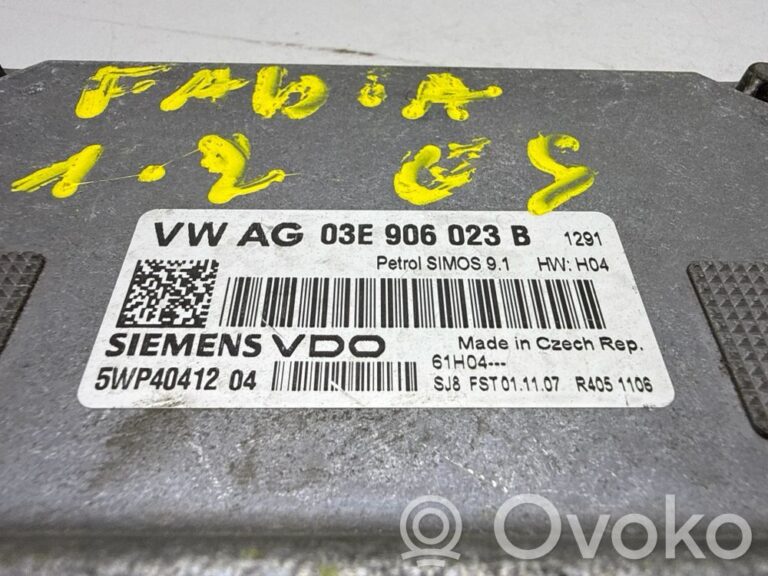 FABIA
1.2 08
VW AG 03E 906 023 B 1291
Petrol SIMOS 9.1 HW: H04
SIEMENS VDO Made in Czech Rep.
61H04---
5WP40412 04 SJ8 FST 01.11.07 R405 1106
Ovoko